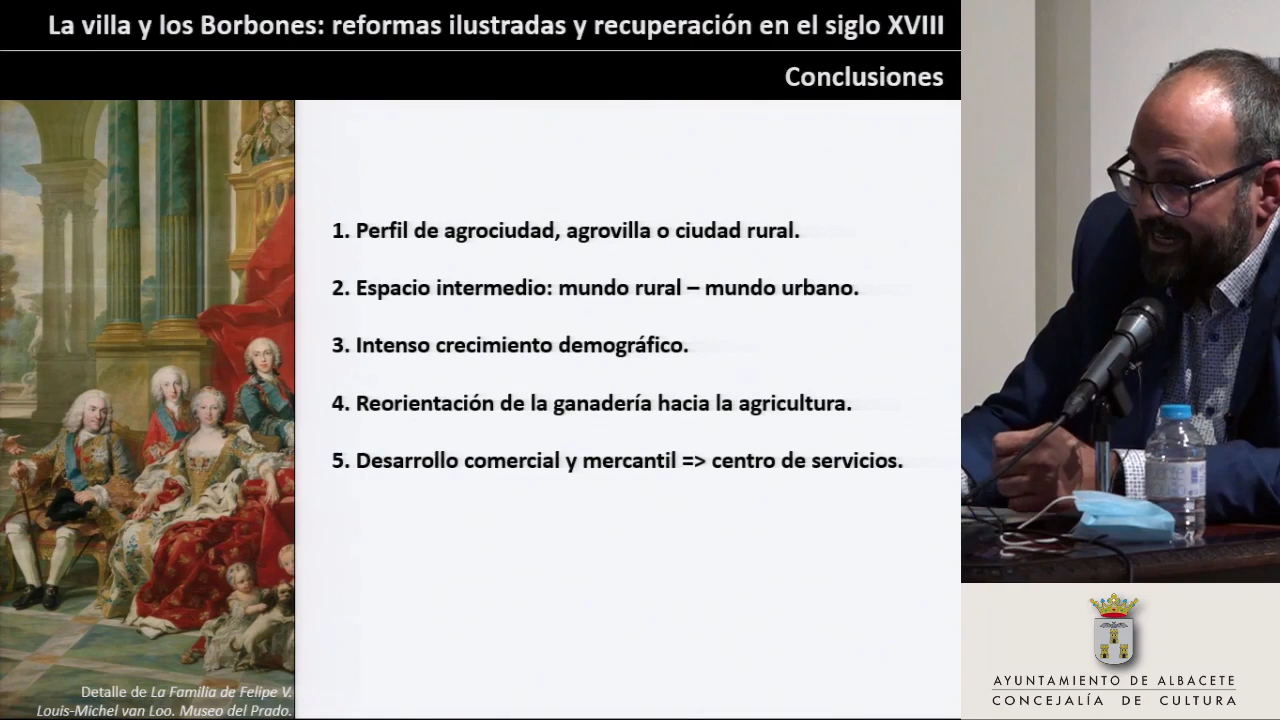 La villa y los Borbones: reformas ilustradas y recuperación en el siglo XVIII
Conclusiones
1. Perfil de agrociudad, agrovilla o ciudad rural.
2. Espacio intermedio: mundo rural – mundo urbano.
3. Intenso crecimiento demográfico.
4. Reorientación de la ganadería hacia la agricultura.
5. Desarrollo comercial y mercantil => centro de servicios.
Detalle de La Familia de Felipe V.
Louis-Michel van Loo. Museo del Prado.
AYUNTAMIENTO DE ALBACETE
CONCEJALÍA DE CULTURA